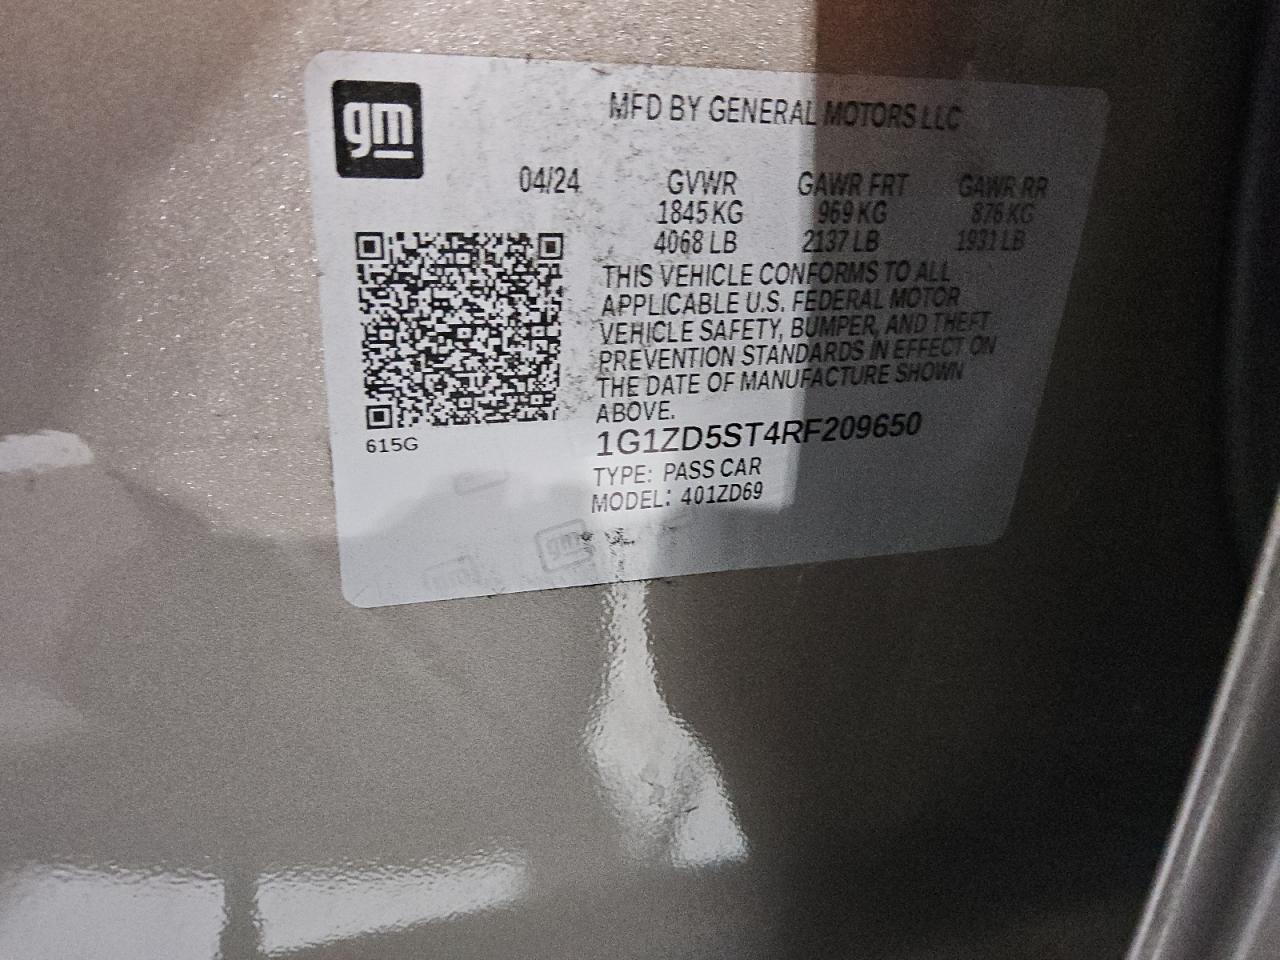 gm
MFD BY GENERAL MOTORS LLC
04/24 GVWR GAWR FRT GAWR RR
1845 KG 969 KG 876 KG
4068 LB 2137 LB 1931 LB
THIS VEHICLE CONFORMS TO ALL
APPLICABLE U.S. FEDERAL MOTOR
VEHICLE SAFETY, BUMPER, AND THEFT
PREVENTION STANDARDS IN EFFECT ON
THE DATE OF MANUFACTURE SHOWN
ABOVE.
615G
1G1ZD5ST4RF209650
TYPE: PASS CAR
MODEL: 401ZD69
gm
gm